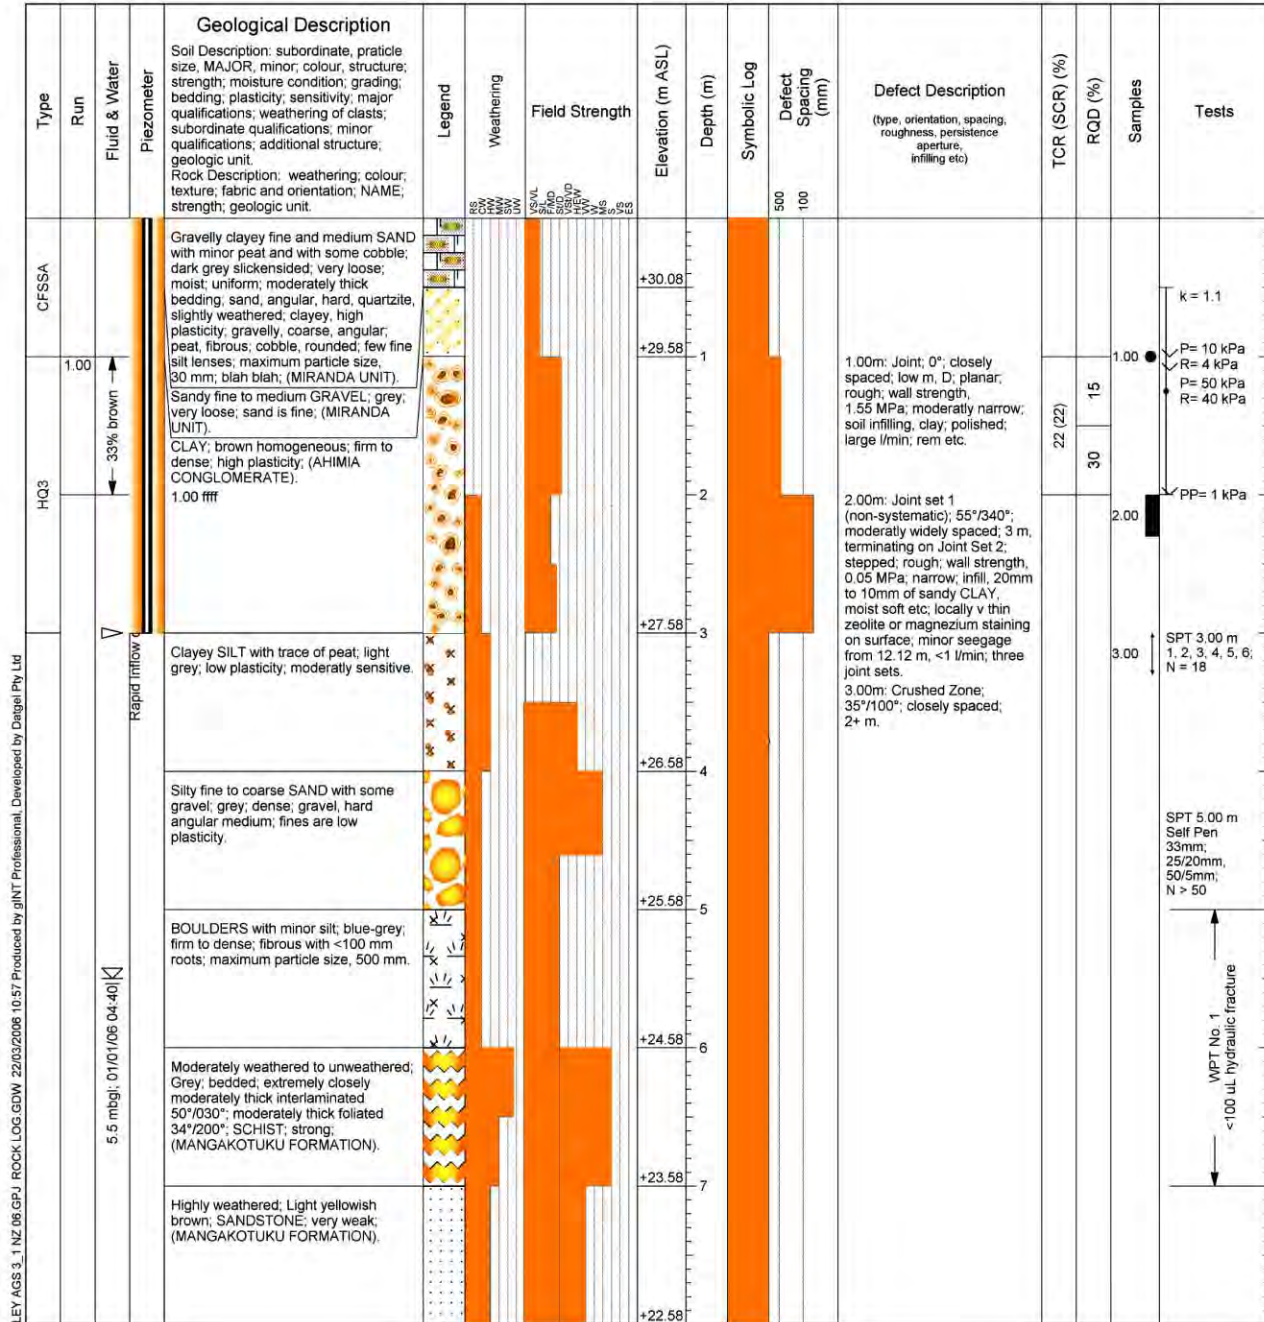 Type
Run
Fluid & Water
Piezometer
Geological Description
Soil Description: subordinate, praticle
size, MAJOR, minor; colour, structure;
strength; moisture condition; grading;
bedding; plasticity; sensitivity; major
qualifications; weathering of clasts;
subordinate qualifications; minor
qualifications; additional structure;
geologic unit.
Rock Description: weathering; colour;
texture; fabric and orientation; NAME;
strength; geologic unit.
Legend
Weathering
RS
CW
HW
MW
SW
UW
Field Strength
VS/VL
S/L
F/MD
St/D
VSt/VD
H/EW
VW
W
MS
S
VS
ES
Elevation (m ASL)
Depth (m)
Symbolic Log
Defect
Spacing
(mm)
500
100
Defect Description
(type, orientation, spacing,
roughness, persistence
aperture,
infilling etc)
TCR (SCR) (%)
RQD (%)
Samples
Tests
CFSSA
HQ3
1.00
33% brown
Rapid Inflow
5.5 mbgl; 01/01/06 04:40
Gravelly clayey fine and medium SAND
with minor peat and with some cobble;
dark grey slickensided; very loose;
moist; uniform; moderately thick
bedding; sand, angular, hard, quartzite,
slightly weathered; clayey, high
plasticity; gravelly, coarse, angular;
peat, fibrous; cobble, rounded; few fine
silt lenses; maximum particle size,
30 mm; blah blah; (MIRANDA UNIT).
Sandy fine to medium GRAVEL; grey;
very loose; sand is fine; (MIRANDA
UNIT).
CLAY; brown homogeneous; firm to
dense; high plasticity; (AHIMIA
CONGLOMERATE).
1.00 ffff
Clayey SILT with trace of peat; light
grey; low plasticity; moderatly sensitive.
Silty fine to coarse SAND with some
gravel; grey; dense; gravel, hard
angular medium; fines are low
plasticity.
BOULDERS with minor silt; blue-grey;
firm to dense; fibrous with <100 mm
roots; maximum particle size, 500 mm.
Moderately weathered to unweathered;
Grey; bedded; extremely closely
moderately thick interlaminated
50°/030°; moderately thick foliated
34°/200°; SCHIST; strong;
(MANGAKOTUKU FORMATION).
Highly weathered; Light yellowish
brown; SANDSTONE; very weak;
(MANGAKOTUKU FORMATION).
+30.08
+29.58
+27.58
+26.58
+25.58
+24.58
+23.58
+22.58
1
2
3
4
5
6
7
1.00m: Joint; 0°; closely
spaced; low m, D; planar;
rough; wall strength,
1.55 MPa; moderatly narrow;
soil infilling, clay; polished;
large l/min; rem etc.
2.00m: Joint set 1
(non-systematic); 55°/340°;
moderatly widely spaced; 3 m,
terminating on Joint Set 2;
stepped; rough; wall strength,
0.05 MPa; narrow; infill, 20mm
to 10mm of sandy CLAY,
moist soft etc; locally v thin
zeolite or magnezium staining
on surface; minor seegage
from 12.12 m, <1 l/min; three
joint sets.
3.00m: Crushed Zone;
35°/100°; closely spaced;
2+ m.
22 (22)
15
30
1.00
2.00
3.00
k = 1.1
P= 10 kPa
R= 4 kPa
P= 50 kPa
R= 40 kPa
PP= 1 kPa
SPT 3.00 m
1, 2, 3, 4, 5, 6;
N = 18
SPT 5.00 m
Self Pen
33mm;
25/20mm,
50/5mm;
N > 50
WPT No. 1
<100 uL hydraulic fracture
LEY AGS 3_1 NZ 06.GPJ ROCK LOG.GDW 22/03/2006 10:57 Produced by gINT Professional, Developed by Datgel Pty Ltd